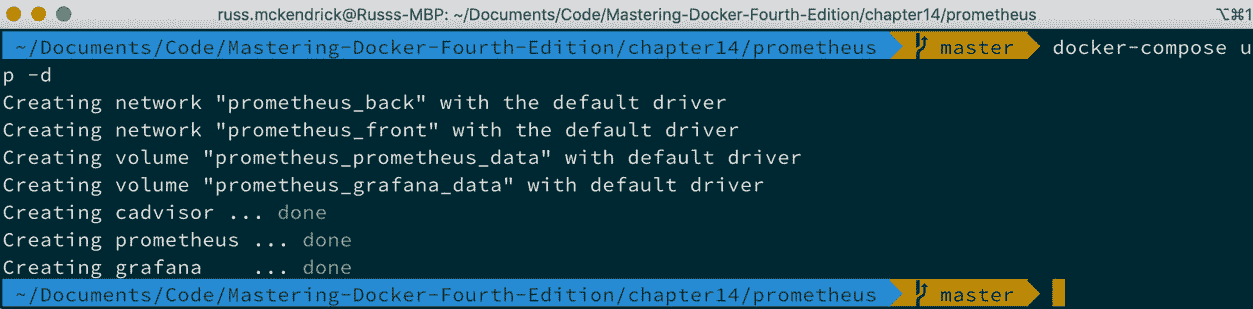 russ.mckendrick@Russs-MBP: ~/Documents/Code/Mastering-Docker-Fourth-Edition/chapter14/prometheus ⌥⌘1
~/Documents/Code/Mastering-Docker-Fourth-Edition/chapter14/prometheus master docker-compose u
p -d
Creating network "prometheus_back" with the default driver
Creating network "prometheus_front" with the default driver
Creating volume "prometheus_prometheus_data" with default driver
Creating volume "prometheus_grafana_data" with default driver
Creating cadvisor ... done
Creating prometheus ... done
Creating grafana    ... done
~/Documents/Code/Mastering-Docker-Fourth-Edition/chapter14/prometheus master